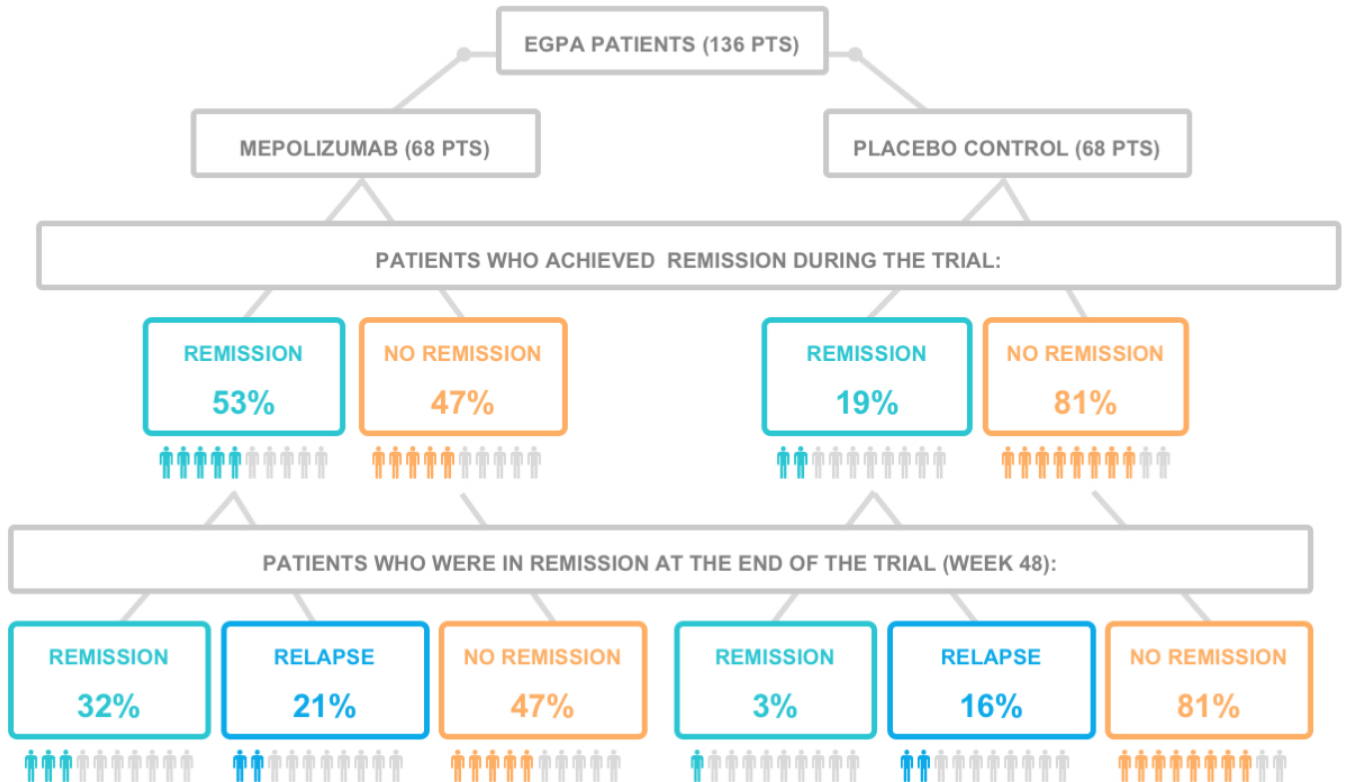 EGPA PATIENTS (136 PTS)
MEPOLIZUMAB (68 PTS)
PLACEBO CONTROL (68 PTS)
PATIENTS WHO ACHIEVED REMISSION DURING THE TRIAL:
REMISSION
53%
NO REMISSION
47%
REMISSION
19%
NO REMISSION
81%
PATIENTS WHO WERE IN REMISSION AT THE END OF THE TRIAL (WEEK 48):
REMISSION
32%
RELAPSE
21%
NO REMISSION
47%
REMISSION
3%
RELAPSE
16%
NO REMISSION
81%